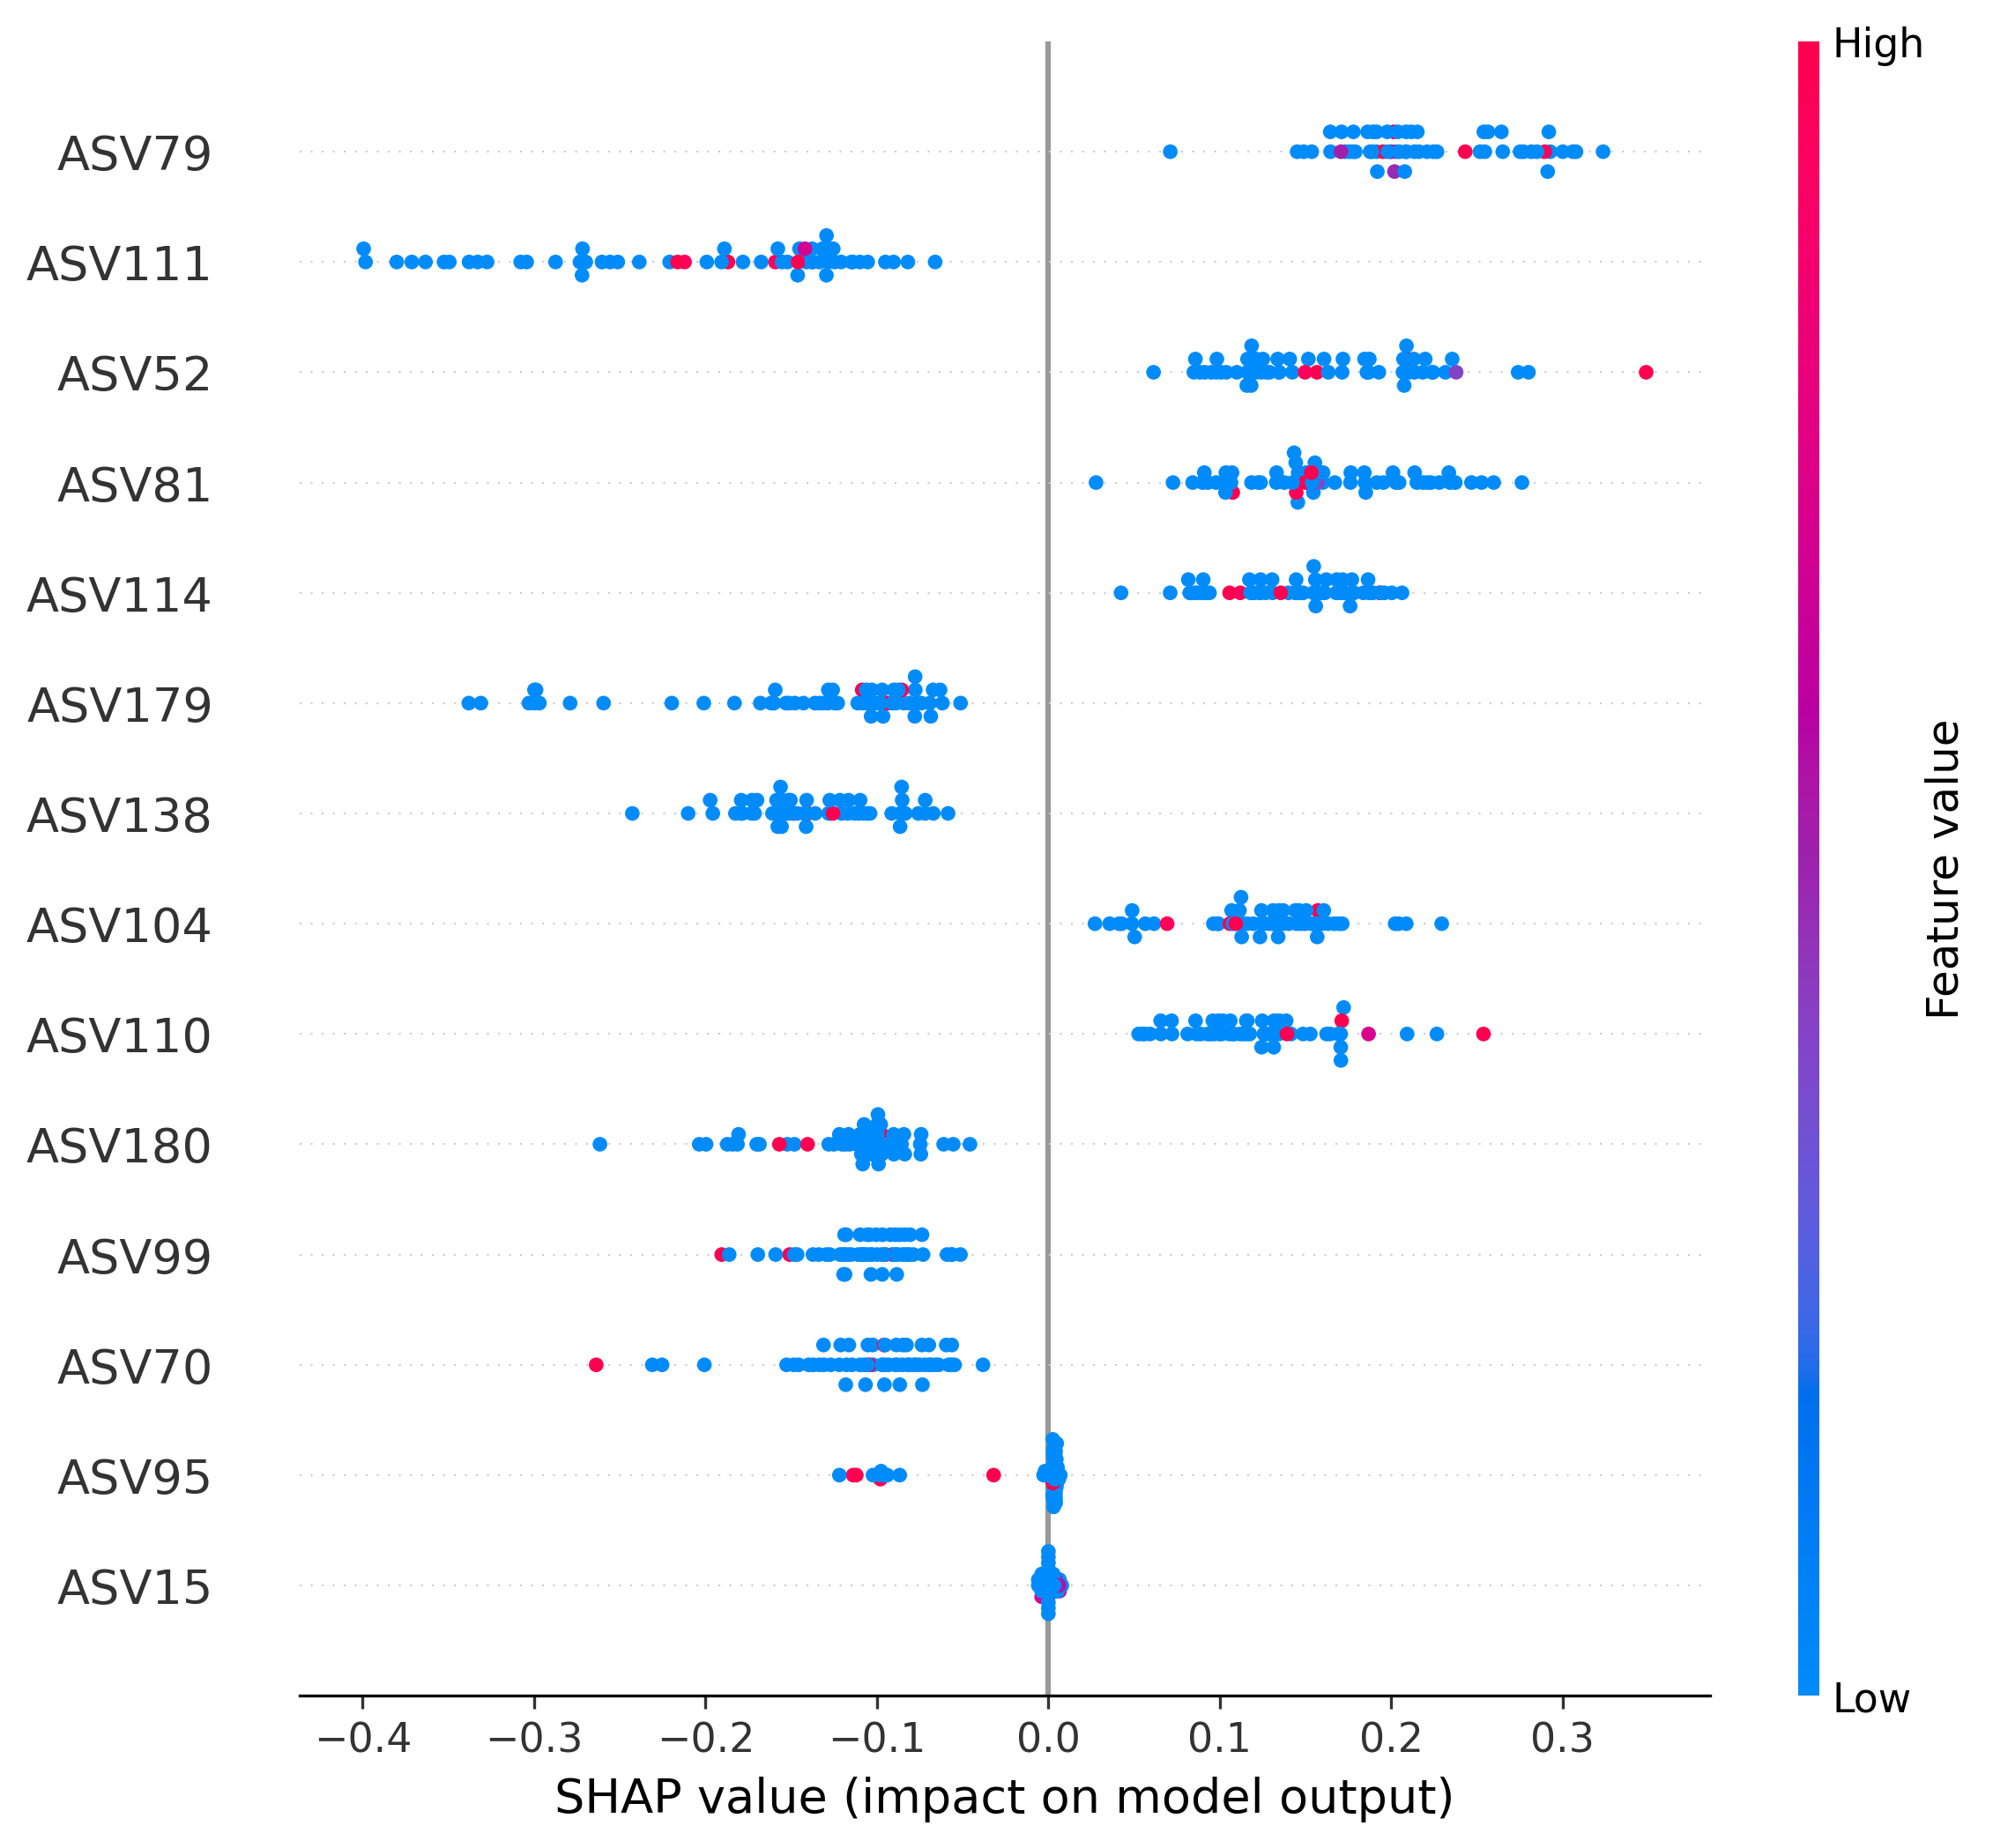 High
ASV79
ASV111
ASV52
ASV81
ASV114
ASV179
ASV138
ASV104
ASV110
ASV180
ASV99
ASV70
ASV95
ASV15
Feature value
Low
−0.4 −0.3 −0.2 −0.1 0.0 0.1 0.2 0.3
SHAP value (impact on model output)